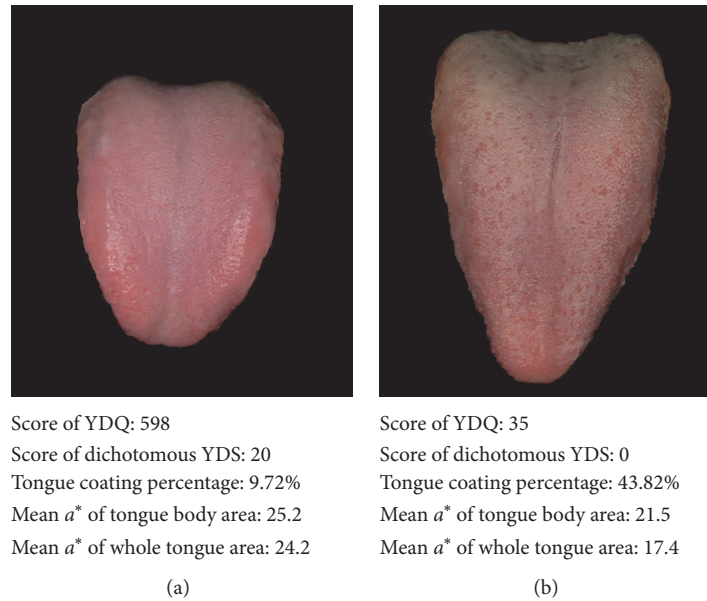 Score of YDQ: 598
Score of dichotomous YDS: 20
Tongue coating percentage: 9.72%
Mean a* of tongue body area: 25.2
Mean a* of whole tongue area: 24.2
(a)
Score of YDQ: 35
Score of dichotomous YDS: 0
Tongue coating percentage: 43.82%
Mean a* of tongue body area: 21.5
Mean a* of whole tongue area: 17.4
(b)